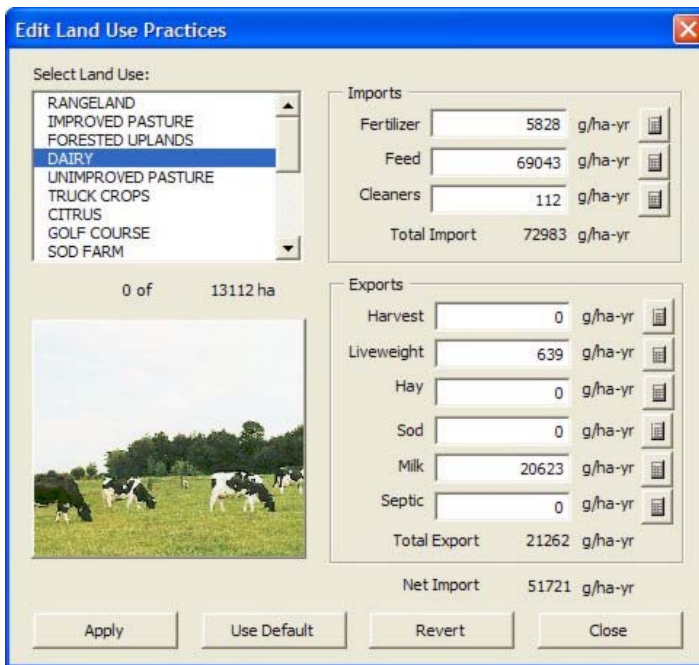 Edit Land Use Practices
Select Land Use:
RANGELAND
IMPROVED PASTURE
FORESTED UPLANDS
DAIRY
UNIMPROVED PASTURE
TRUCK CROPS
CITRUS
GOLF COURSE
SOD FARM
0 of 13112 ha
Imports
Fertilizer 5828 g/ha-yr
Feed 69043 g/ha-yr
Cleaners 112 g/ha-yr
Total Import 72983 g/ha-yr
Exports
Harvest 0 g/ha-yr
Liveweight 639 g/ha-yr
Hay 0 g/ha-yr
Sod 0 g/ha-yr
Milk 20623 g/ha-yr
Septic 0 g/ha-yr
Total Export 21262 g/ha-yr
Net Import 51721 g/ha-yr
Apply Use Default Revert Close